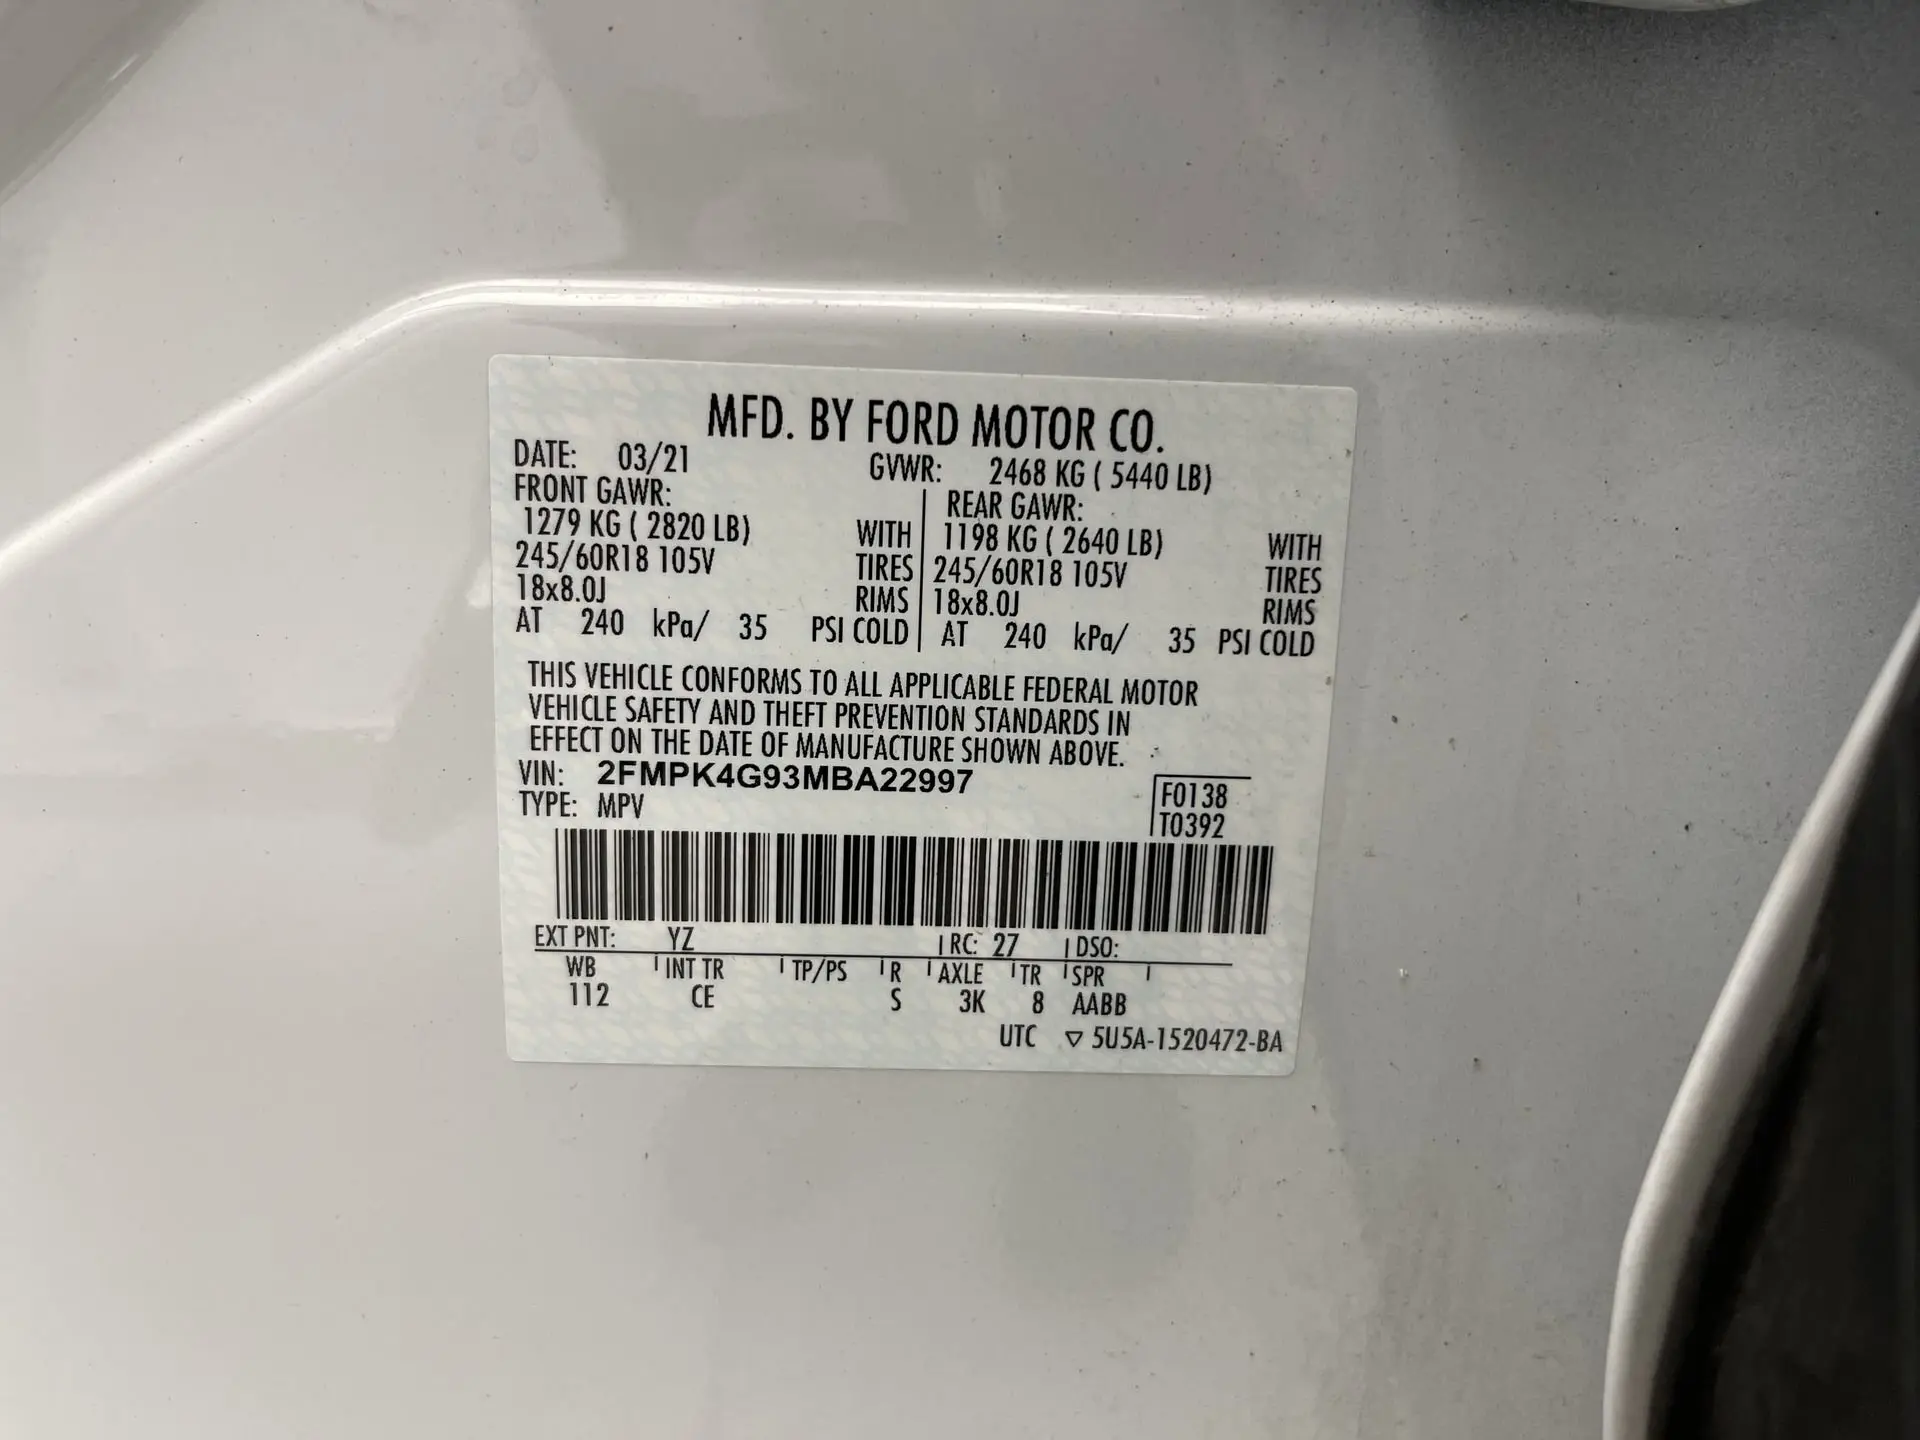 MFD. BY FORD MOTOR CO.
DATE: 03/21 GVWR: 2468 KG ( 5440 LB)
FRONT GAWR: REAR GAWR:
1279 KG ( 2820 LB) WITH 1198 KG ( 2640 LB) WITH
245/60R18 105V TIRES 245/60R18 105V TIRES
18x8.0J RIMS 18x8.0J RIMS
AT 240 kPa/ 35 PSI COLD AT 240 kPa/ 35 PSI COLD
THIS VEHICLE CONFORMS TO ALL APPLICABLE FEDERAL MOTOR
VEHICLE SAFETY AND THEFT PREVENTION STANDARDS IN
EFFECT ON THE DATE OF MANUFACTURE SHOWN ABOVE.
VIN: 2FMPK4G93MBA22997
TYPE: MPV
F0138
T0392
EXT PNT: YZ RC: 27 DSO:
WB INT TR TP/PS R AXLE TR SPR
112 CE S 3K 8 AABB
UTC ▽ 5U5A-1520472-BA